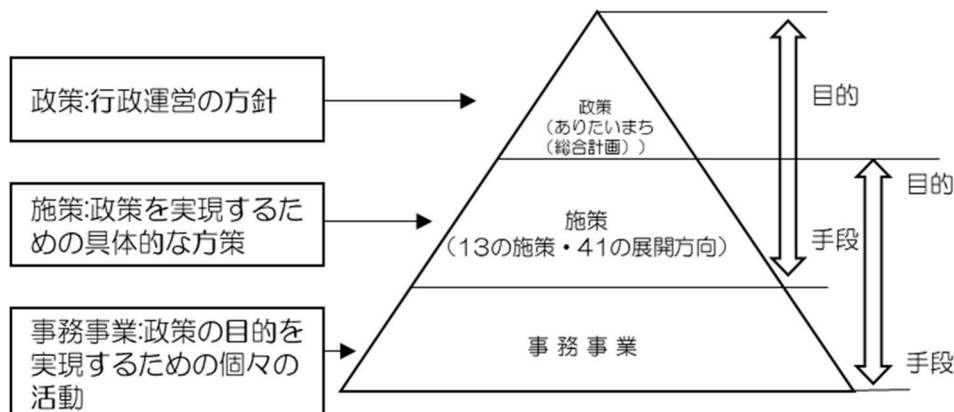 政策:行政運営の方針
施策:政策を実現するた
めの具体的な方策
事務事業:政策の目的を
実現するための個々の
活動
政策
（ありたいまち
（総合計画））
施策
（13の施策・41の展開方向）
事 務 事 業
目的
手段
目的
手段